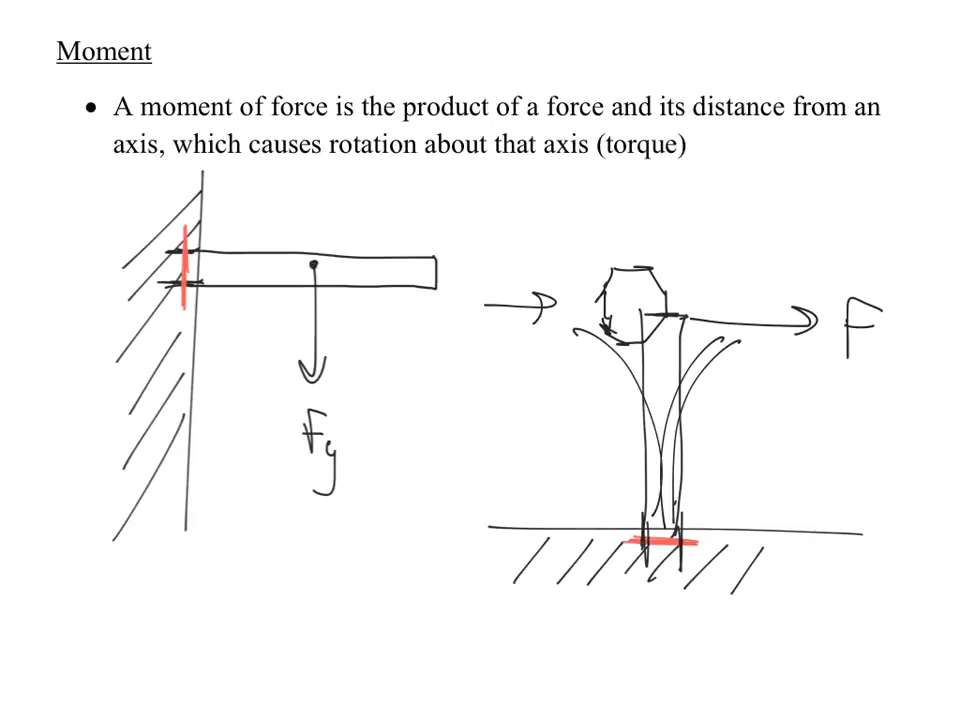 Moment
• A moment of force is the product of a force and its distance from an
axis, which causes rotation about that axis (torque)
F
Fy